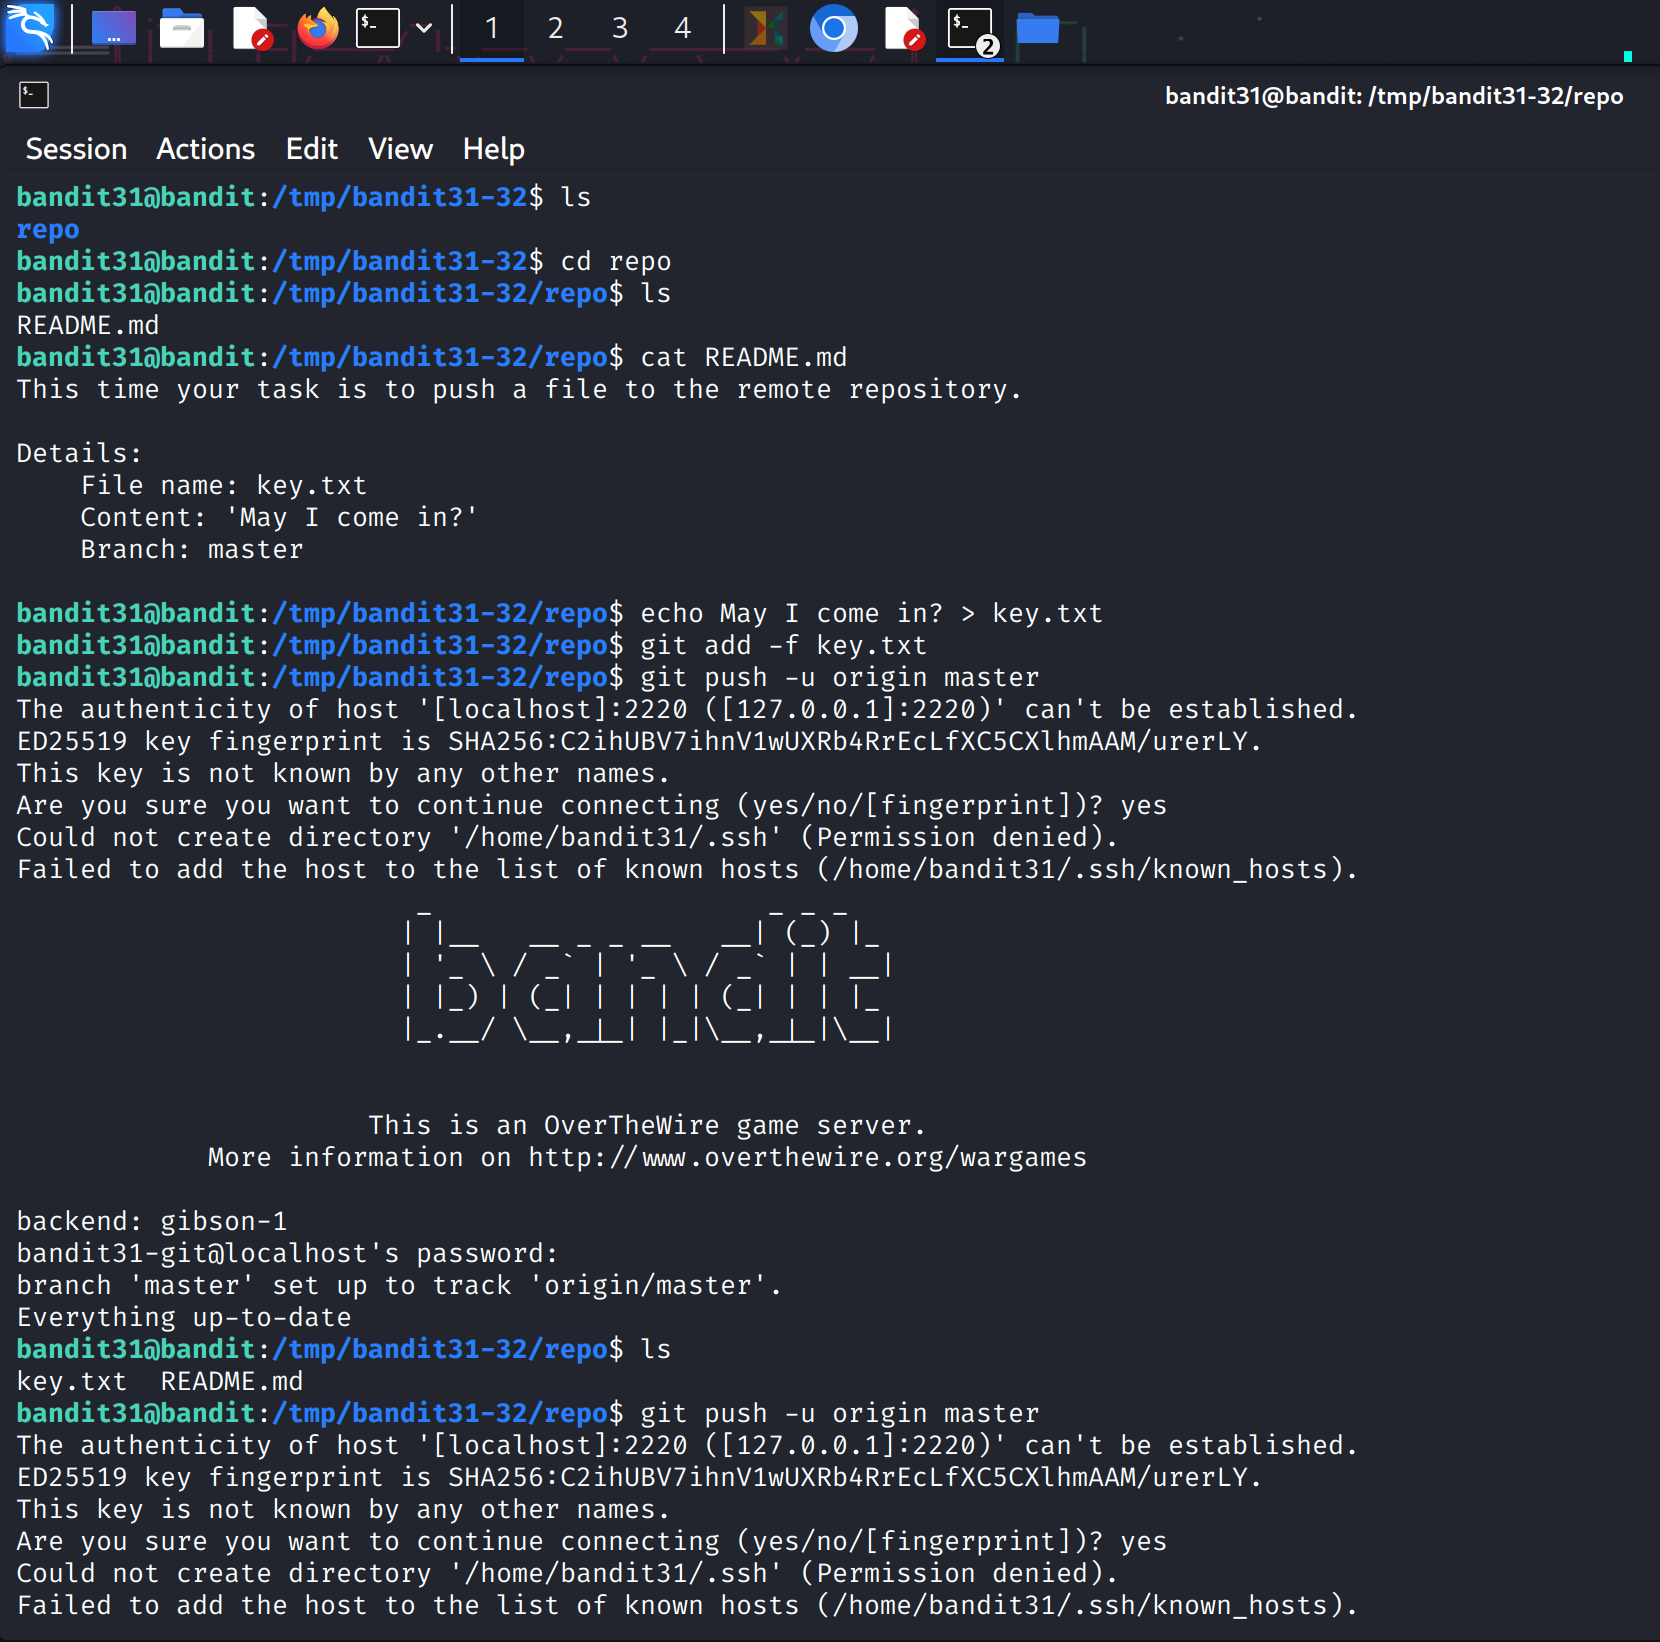 1 2 3 4 2
bandit31@bandit: /tmp/bandit31-32/repo
Session Actions Edit View Help
bandit31@bandit:/tmp/bandit31-32$ ls
repo
bandit31@bandit:/tmp/bandit31-32$ cd repo
bandit31@bandit:/tmp/bandit31-32/repo$ ls
README.md
bandit31@bandit:/tmp/bandit31-32/repo$ cat README.md
This time your task is to push a file to the remote repository.
Details:
    File name: key.txt
    Content: 'May I come in?'
    Branch: master
bandit31@bandit:/tmp/bandit31-32/repo$ echo May I come in? > key.txt
bandit31@bandit:/tmp/bandit31-32/repo$ git add -f key.txt
bandit31@bandit:/tmp/bandit31-32/repo$ git push -u origin master
The authenticity of host '[localhost]:2220 ([127.0.0.1]:2220)' can't be established.
ED25519 key fingerprint is SHA256:C2ihUBV7ihnV1wUXRb4RrEcLfXC5CXlhmAAM/urerLY.
This key is not known by any other names.
Are you sure you want to continue connecting (yes/no/[fingerprint])? yes
Could not create directory '/home/bandit31/.ssh' (Permission denied).
Failed to add the host to the list of known hosts (/home/bandit31/.ssh/known_hosts).
bandit
This is an OverTheWire game server.
More information on http://www.overthewire.org/wargames
backend: gibson-1
bandit31-git@localhost's password:
branch 'master' set up to track 'origin/master'.
Everything up-to-date
bandit31@bandit:/tmp/bandit31-32/repo$ ls
key.txt  README.md
bandit31@bandit:/tmp/bandit31-32/repo$ git push -u origin master
The authenticity of host '[localhost]:2220 ([127.0.0.1]:2220)' can't be established.
ED25519 key fingerprint is SHA256:C2ihUBV7ihnV1wUXRb4RrEcLfXC5CXlhmAAM/urerLY.
This key is not known by any other names.
Are you sure you want to continue connecting (yes/no/[fingerprint])? yes
Could not create directory '/home/bandit31/.ssh' (Permission denied).
Failed to add the host to the list of known hosts (/home/bandit31/.ssh/known_hosts).